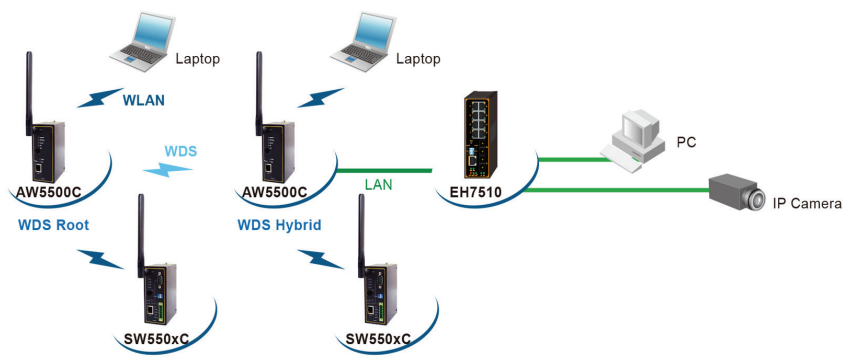 Laptop
Laptop
WLAN
PC
WDS
AW5500C
AW5500C
LAN
EH7510
IP Camera
WDS Root
WDS Hybrid
SW550xC
SW550xC